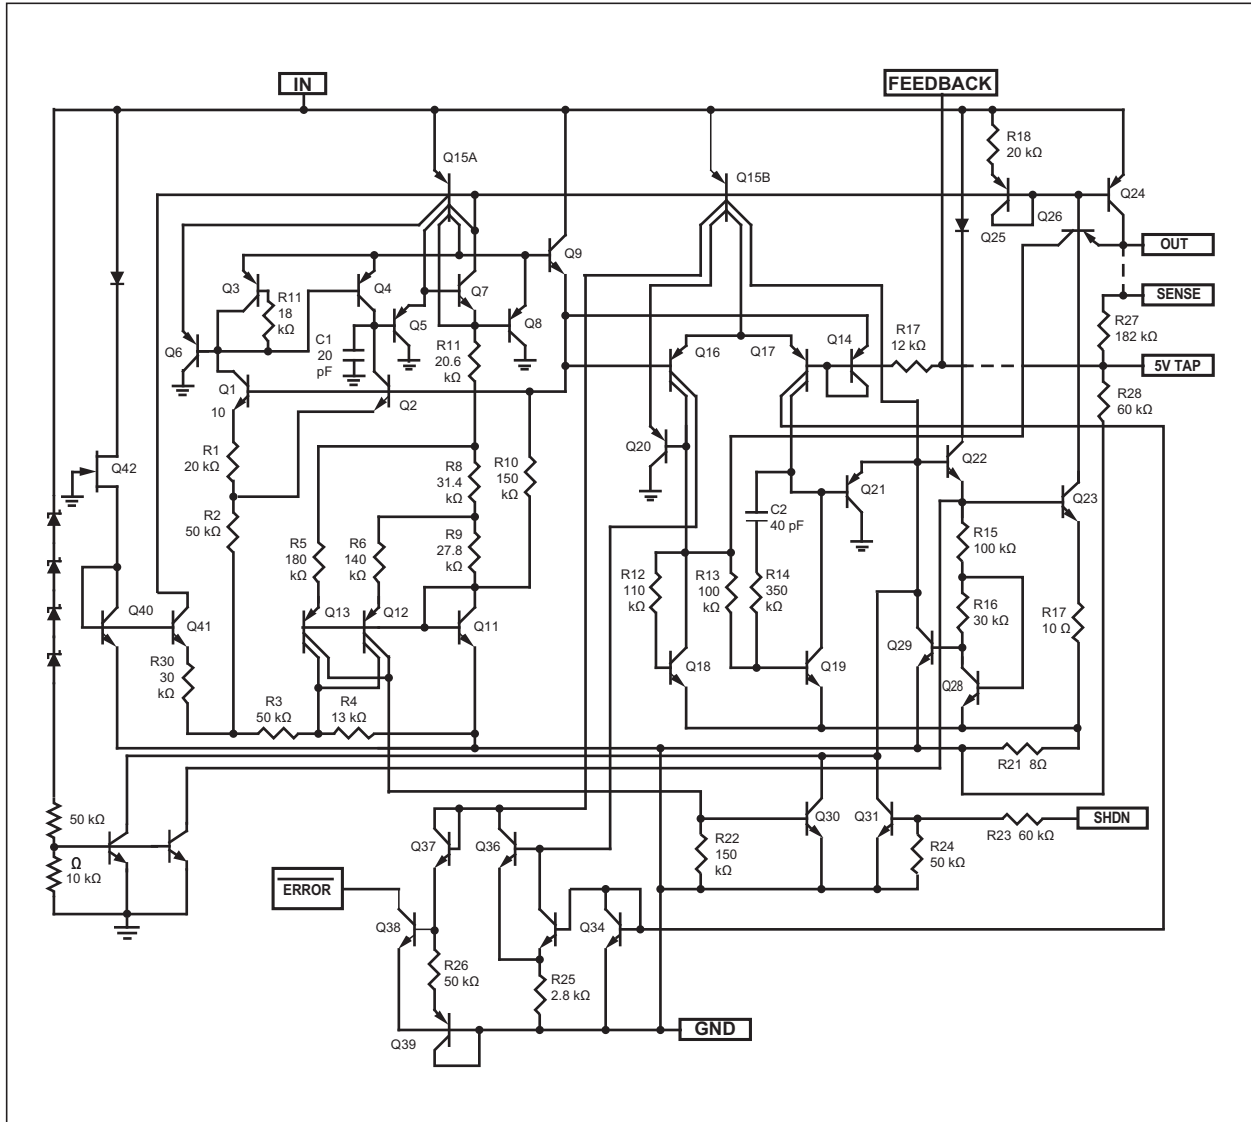 IN
FEEDBACK
R18
20 kΩ
Q15A
Q15B
Q24
Q26
Q25
OUT
Q9
Q3
R11
18
kΩ
Q4
Q7
SENSE
Q5
Q8
Q6
C1
20
pF
R11
20.6
kΩ
Q16
Q17
Q14
R17
12 kΩ
R27
182 kΩ
5V TAP
Q1
10
Q2
R28
60 kΩ
R1
20 kΩ
Q20
Q42
R8
31.4
kΩ
R10
150
kΩ
Q22
Q21
Q23
R2
50 kΩ
C2
40 pF
R5
180
kΩ
R6
140
kΩ
R9
27.8
kΩ
R15
100 kΩ
R12
110
kΩ
R13
100
kΩ
R14
350
kΩ
Q40
Q41
Q13
Q12
Q11
R16
30 kΩ
R17
10 Ω
R30
30
kΩ
Q18
Q19
Q29
Q28
R3
50 kΩ
R4
13 kΩ
R21 8Ω
50 kΩ
Ω
10 kΩ
Q30
Q31
SHDN
R23 60 kΩ
Q37
Q36
R22
150
kΩ
R24
50 kΩ
ERROR
Q38
Q34
R26
50 kΩ
R25
2.8 kΩ
GND
Q39